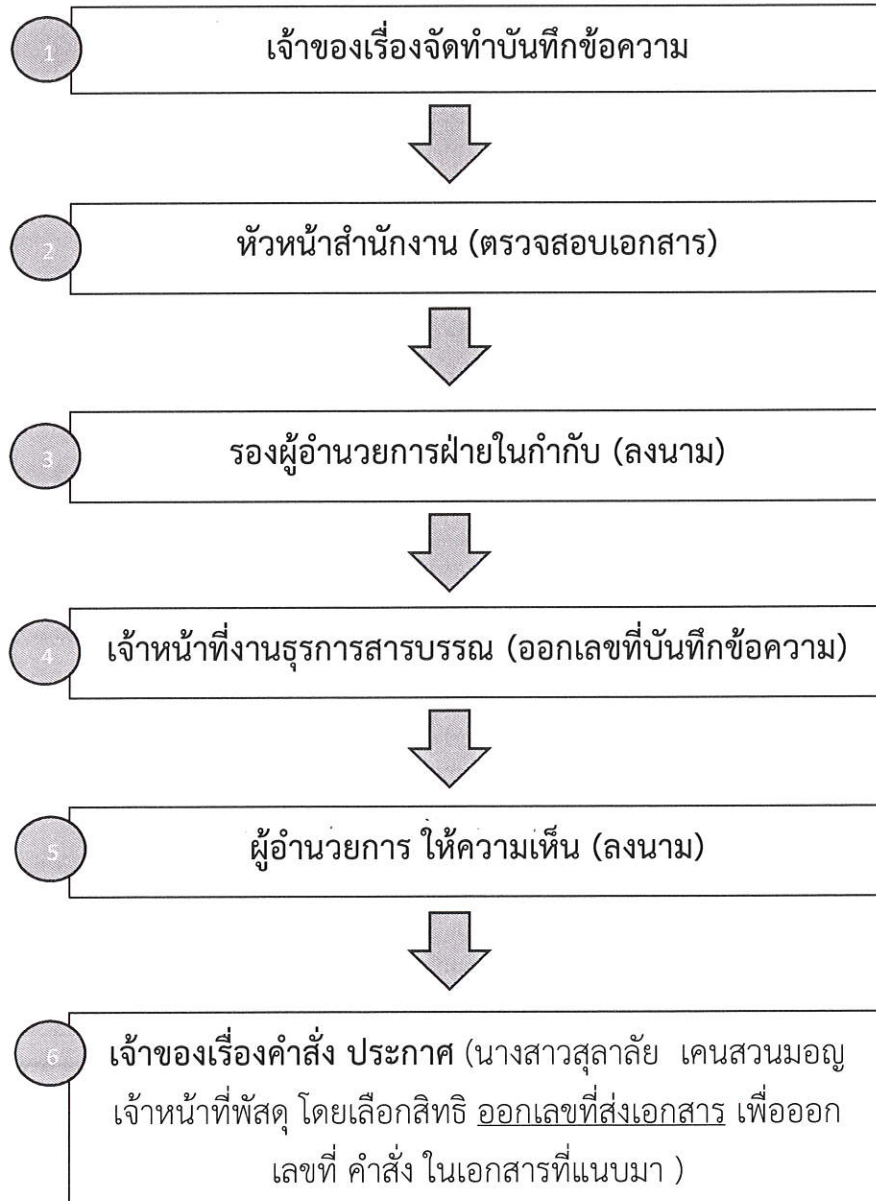 1
เจ้าของเรื่องจัดทำบันทึกข้อความ
2
หัวหน้าสำนักงาน (ตรวจสอบเอกสาร)
3
รองผู้อำนวยการฝ่ายในกำกับ (ลงนาม)
4
เจ้าหน้าที่งานธุรการสารบรรณ (ออกเลขที่บันทึกข้อความ)
5
ผู้อำนวยการ ให้ความเห็น (ลงนาม)
6
เจ้าของเรื่องคำสั่ง ประกาศ (นางสาวสุลาลัย เคนสวนมอญ
เจ้าหน้าที่พัสดุ โดยเลือกสิทธิ ออกเลขที่ส่งเอกสาร เพื่อออก
เลขที่ คำสั่ง ในเอกสารที่แนบมา )